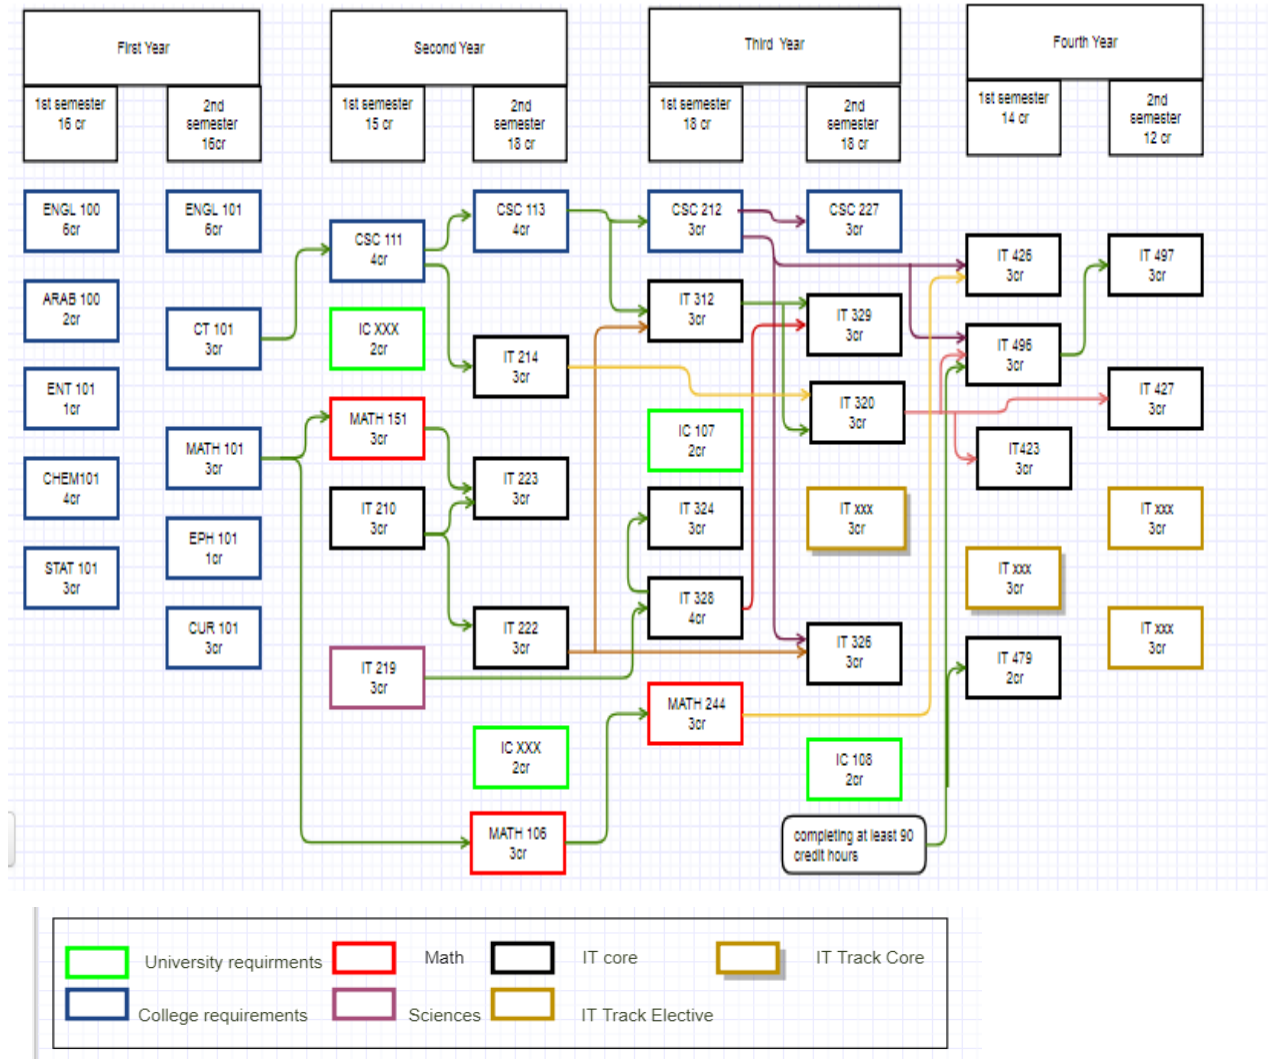 First Year
Second Year
Third Year
Fourth Year
1st semester
16 cr
2nd
semester
16cr
1st semester
15 cr
2nd
semester
18 cr
1st semester
18 cr
2nd
semester
18 cr
1st semester
14 cr
2nd
semester
12 cr
ENGL 100
6cr
ARAB 100
2cr
ENT 101
1cr
CHEM101
4cr
STAT 101
3cr
ENGL 101
6cr
CT 101
3cr
MATH 101
3cr
EPH 101
1cr
CUR 101
3cr
CSC 111
4cr
IC XXX
2cr
MATH 151
3cr
IT 210
3cr
IT 219
3cr
CSC 113
4cr
IT 214
3cr
IT 223
3cr
IT 222
3cr
IC XXX
2cr
MATH 106
3cr
CSC 212
3cr
IT 312
3cr
IC 107
2cr
IT 324
3cr
IT 328
4cr
MATH 244
3cr
CSC 227
3cr
IT 329
3cr
IT 320
3cr
IT xxx
3cr
IT 326
3cr
IC 108
2cr
completing at least 90
credit hours
IT 426
3cr
IT 496
3cr
IT423
3cr
IT xxx
3cr
IT 479
2cr
IT 497
3cr
IT 427
3cr
IT xxx
3cr
IT xxx
3cr
University requirments
Math
IT core
IT Track Core
College requirements
Sciences
IT Track Elective